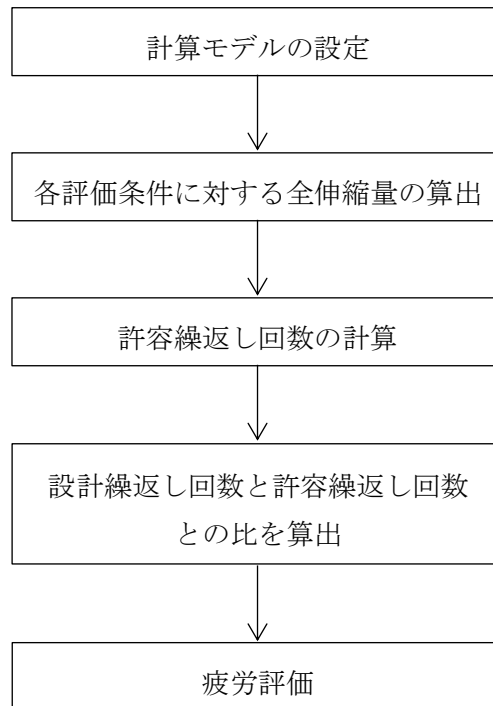 計算モデルの設定
各評価条件に対する全伸縮量の算出
許容繰返し回数の計算
設計繰返し回数と許容繰返し回数
との比を算出
疲労評価